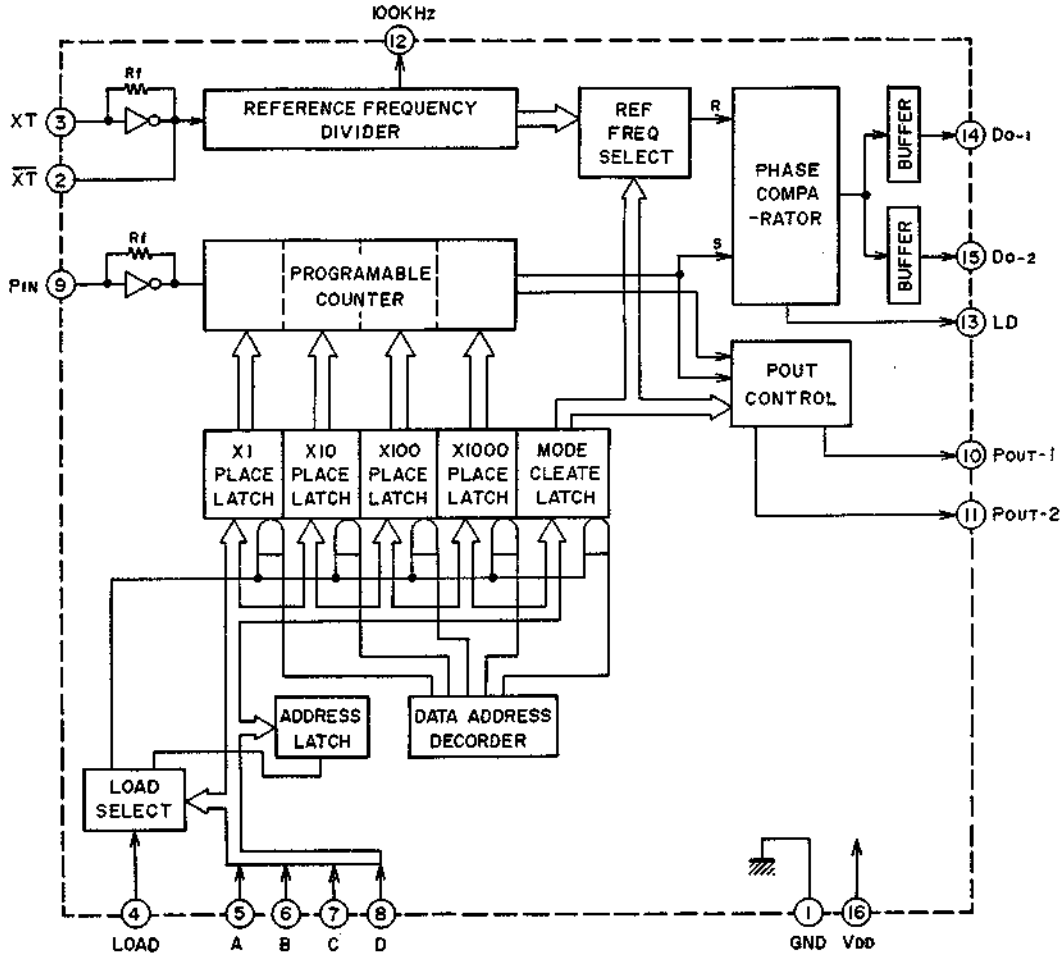 100KHz
12
Rf
XT 3
REFERENCE FREQUENCY
DIVIDER
REF
FREQ
SELECT
R
PHASE
COMPA
-RATOR
BUFFER
14 Do-1
XT 2
Rf
PIN 9
PROGRAMABLE
COUNTER
S
BUFFER
15 Do-2
13 LD
POUT
CONTROL
X1
PLACE
LATCH
X10
PLACE
LATCH
X100
PLACE
LATCH
X1000
PLACE
LATCH
MODE
CLEATE
LATCH
10 POUT-1
11 POUT-2
ADDRESS
LATCH
DATA ADDRESS
DECORDER
LOAD
SELECT
4
5
6
7
8
1
16
LOAD
A
B
C
D
GND
VDD